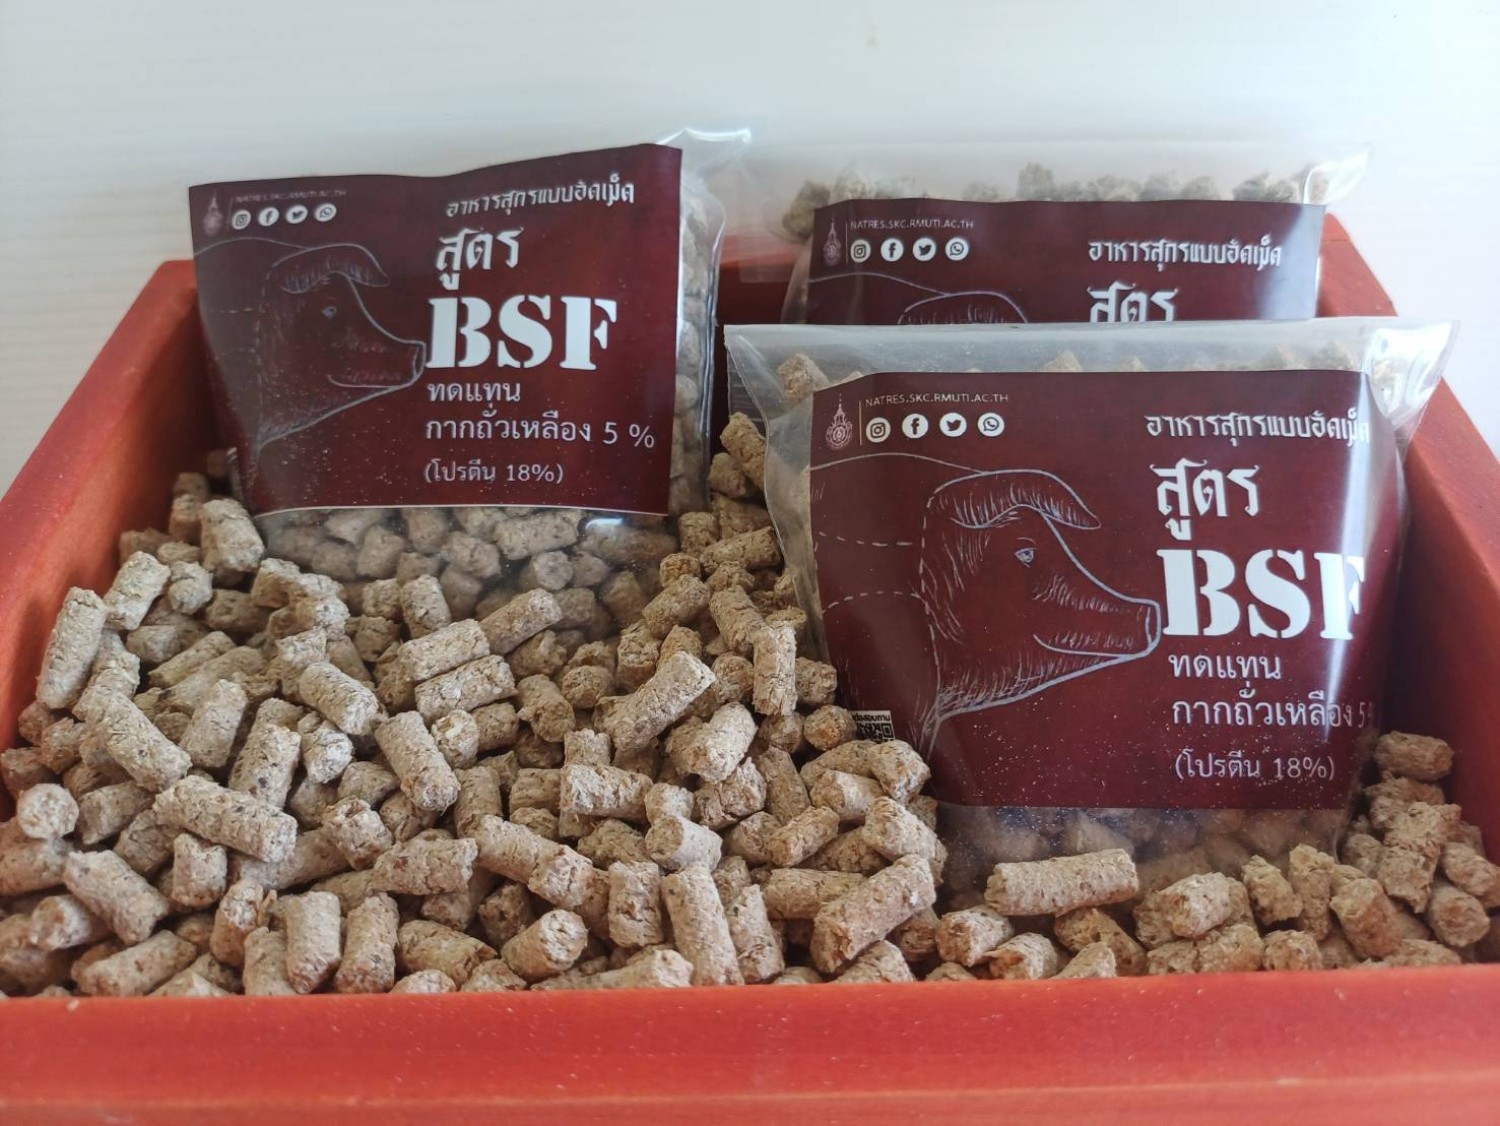 NATRES.SKC.RMUTI.AC.TH
อาหารสุกรแบบอัดเม็ด
สูตร
BSF
ทดแทน
กากถั่วเหลือง 5 %
(โปรตีน 18%)
NATRES.SKC.RMUTI.AC.TH
อาหารสุกรแบบอัดเม็ด
สูตร
NATRES.SKC.RMUTI.AC.TH
อาหารสุกรแบบอัดเม็ด
สูตร
BSF
ทดแทน
กากถั่วเหลือง 5%
(โปรตีน 18%)